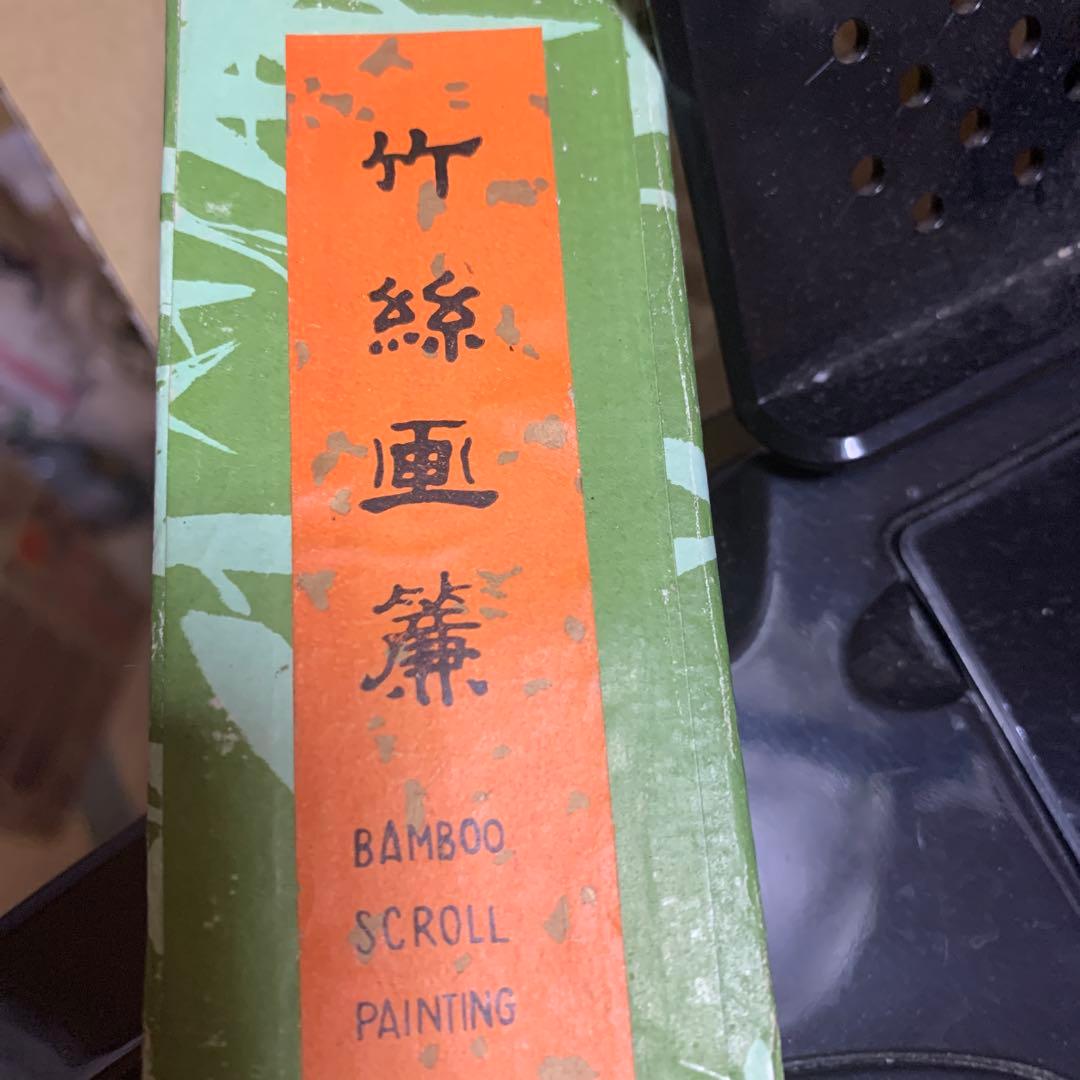 竹絲画簾
BAMBOO
SCROLL
PAINTING